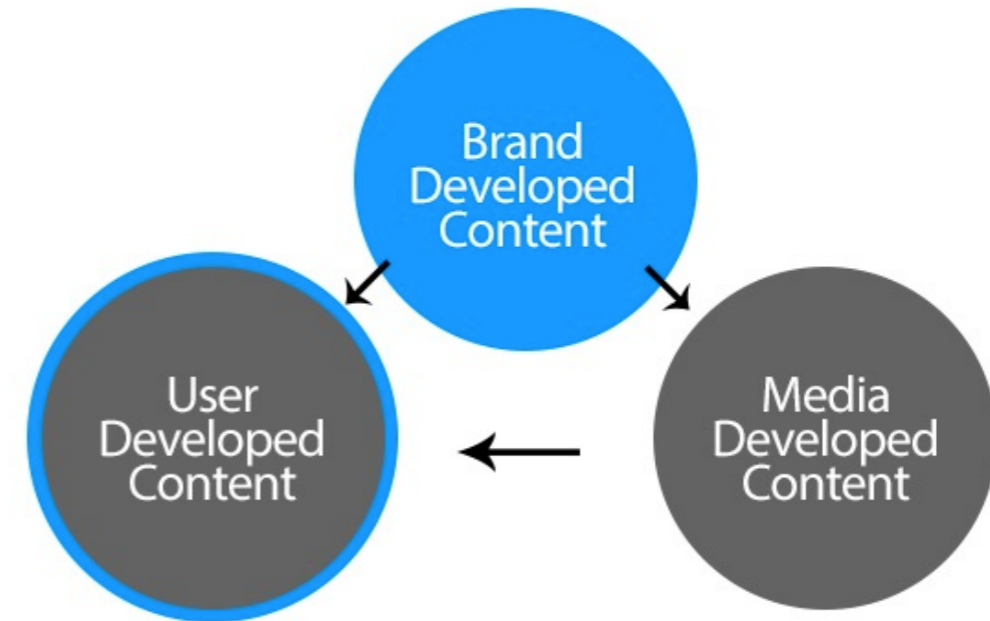 Brand
Developed
Content
User
Developed
Content
Media
Developed
Content